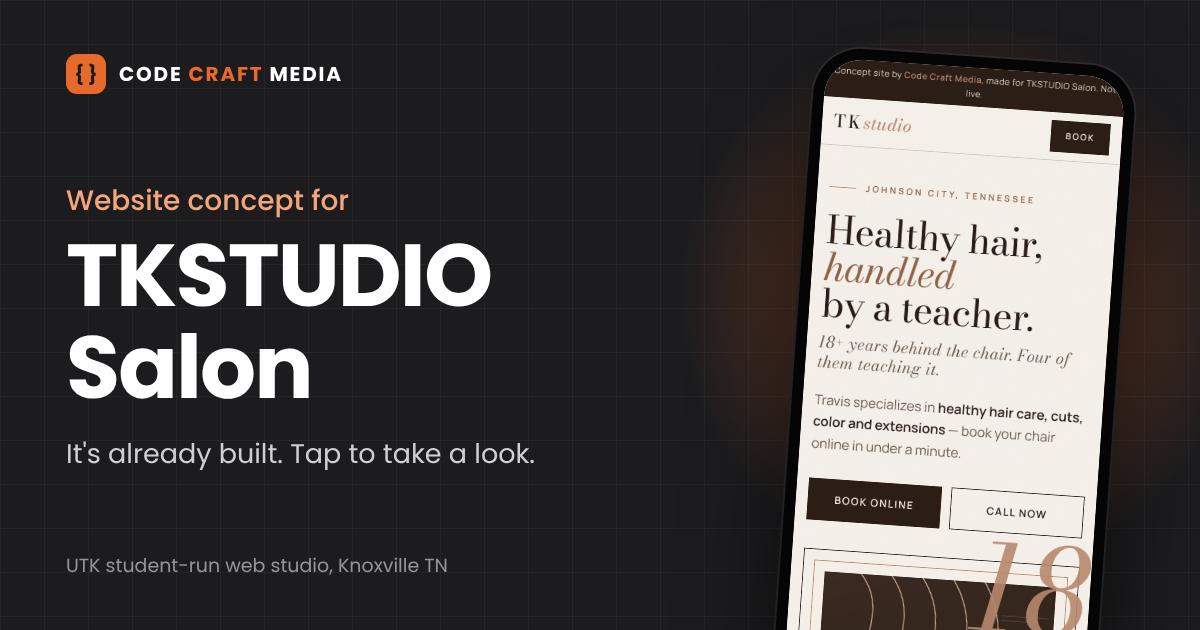 { }
CODE CRAFT MEDIA
Website concept for
TKSTUDIO
Salon
It's already built. Tap to take a look.
UTK student-run web studio, Knoxville TN
Concept site by Code Craft Media, made for TKSTUDIO Salon. Not
live.
TK studio
BOOK
JOHNSON CITY, TENNESSEE
Healthy hair,
handled
by a teacher.
18+ years behind the chair. Four of
them teaching it.
Travis specializes in healthy hair care, cuts,
color and extensions — book your chair
online in under a minute.
BOOK ONLINE
CALL NOW
18